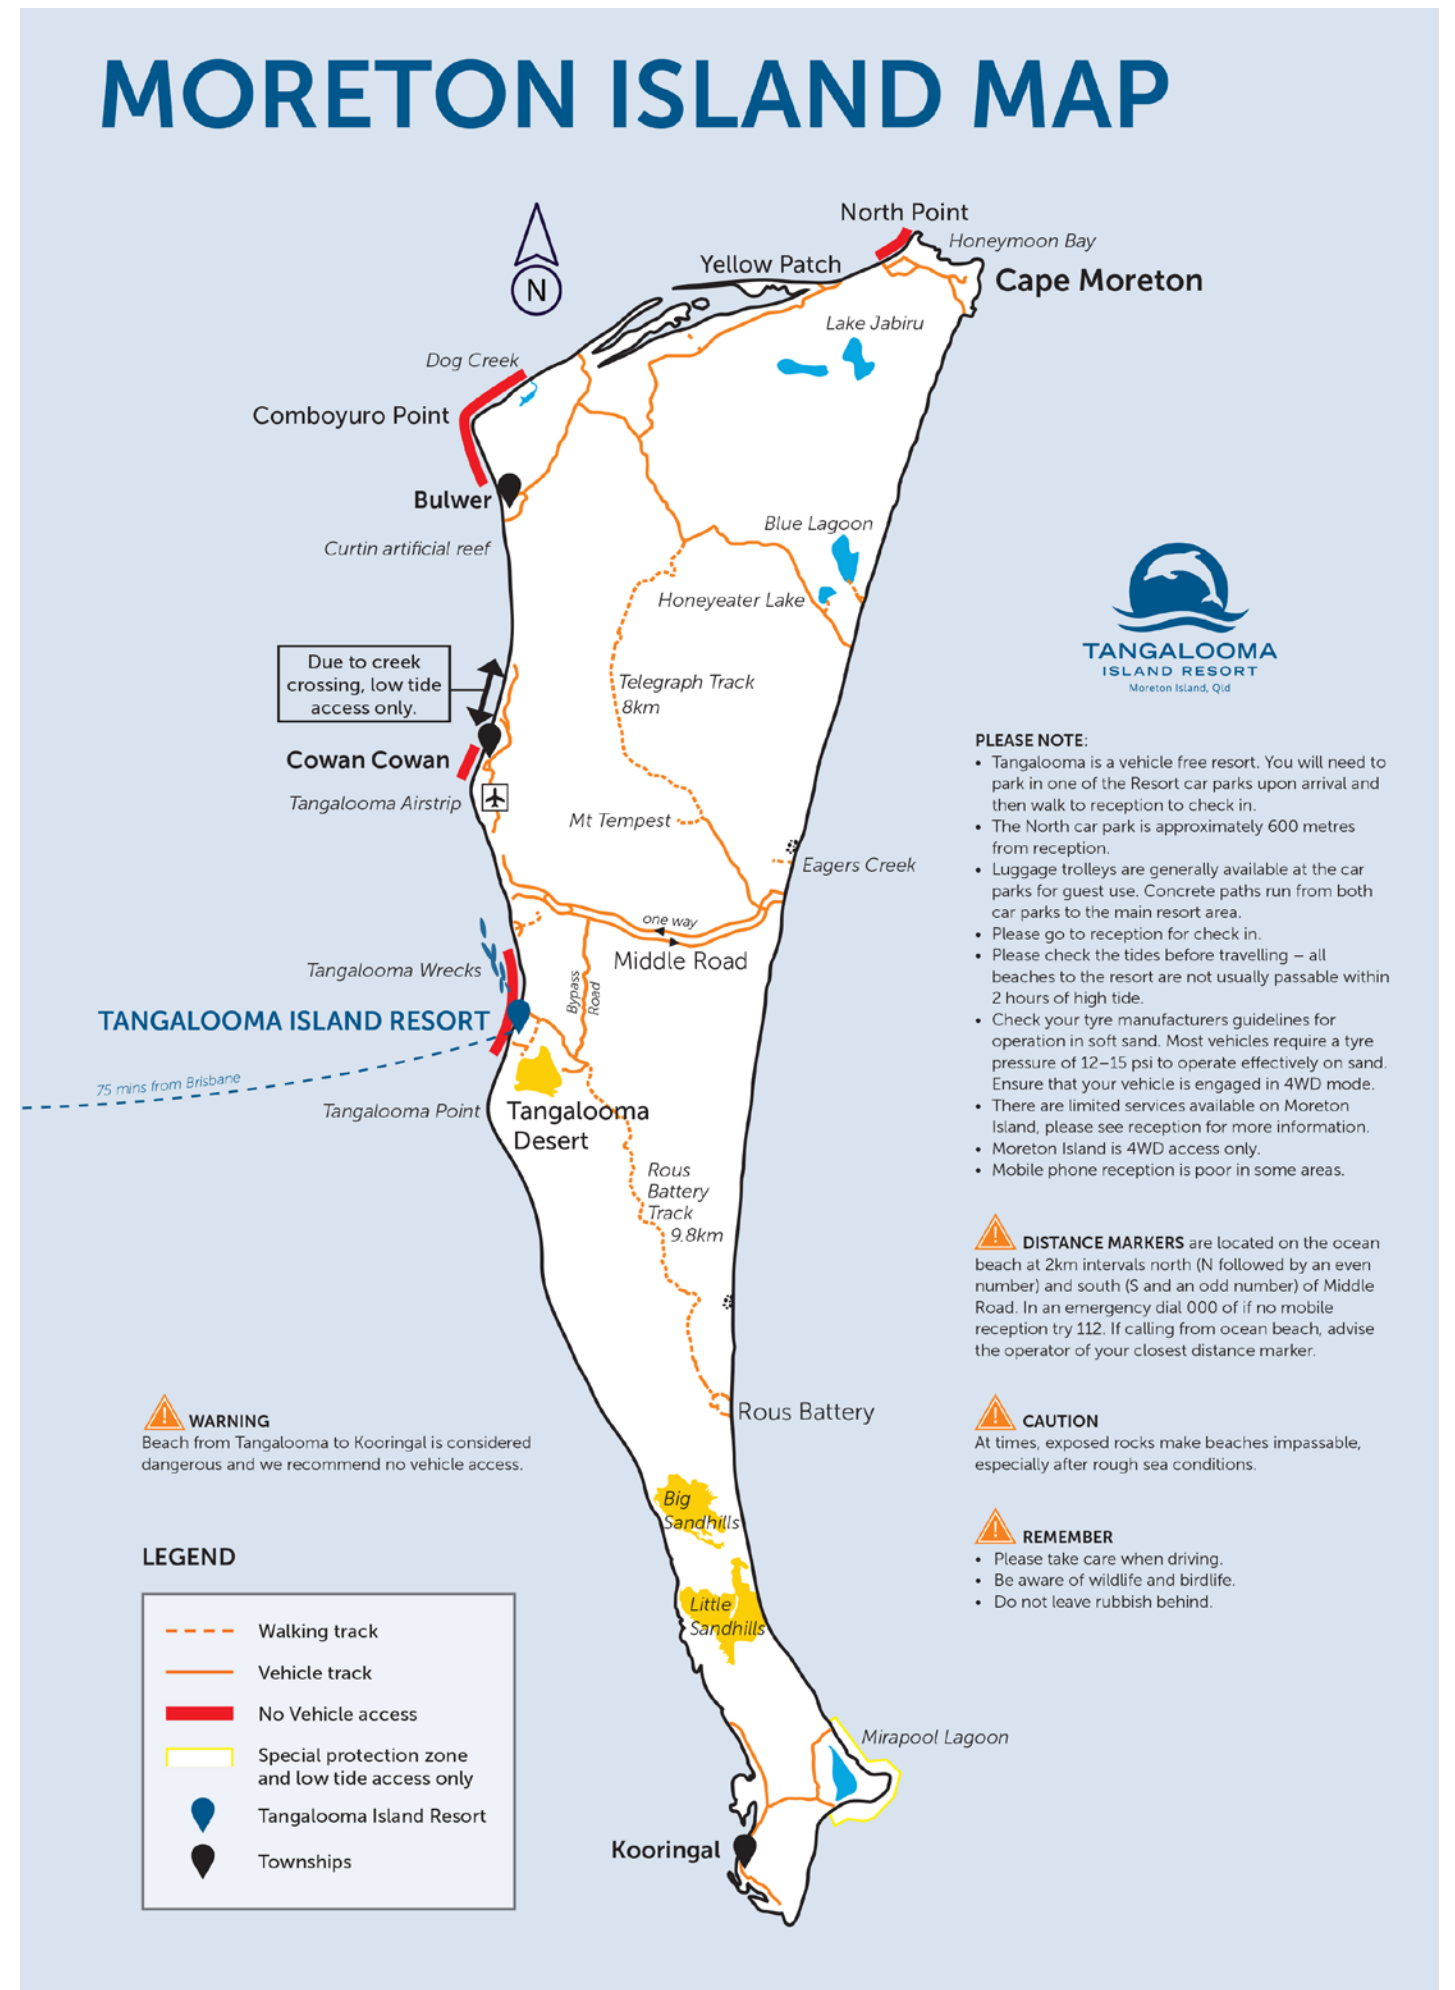 MORETON ISLAND MAP
North Point
Honeymoon Bay
Yellow Patch
Cape Moreton
N
Lake Jabiru
Dog Creek
Comboyuro Point
Bulwer
Blue Lagoon
Curtin artificial reef
Honeyeater Lake
Due to creek
crossing, low tide
access only.
Telegraph Track
8km
Cowan Cowan
Tangalooma Airstrip
Mt Tempest
Eagers Creek
one way
Middle Road
Tangalooma Wrecks
Bypass
Road
TANGALOOMA ISLAND RESORT
75 mins from Brisbane
Tangalooma Point
Tangalooma
Desert
Rous
Battery
Track
9.8km
Rous Battery
Big
Sandhills
Little
Sandhills
Mirapool Lagoon
Kooringal
TANGALOOMA
ISLAND RESORT
Moreton Island, Qld
PLEASE NOTE:
• Tangalooma is a vehicle free resort. You will need to
park in one of the Resort car parks upon arrival and
then walk to reception to check in.
• The North car park is approximately 600 metres
from reception.
• Luggage trolleys are generally available at the car
parks for guest use. Concrete paths run from both
car parks to the main resort area.
• Please go to reception for check in.
• Please check the tides before travelling – all
beaches to the resort are not usually passable within
2 hours of high tide.
• Check your tyre manufacturers guidelines for
operation in soft sand. Most vehicles require a tyre
pressure of 12–15 psi to operate effectively on sand.
Ensure that your vehicle is engaged in 4WD mode.
• There are limited services available on Moreton
Island, please see reception for more information.
• Moreton Island is 4WD access only.
• Mobile phone reception is poor in some areas.
DISTANCE MARKERS are located on the ocean
beach at 2km intervals north (N followed by an even
number) and south (S and an odd number) of Middle
Road. In an emergency dial 000 of if no mobile
reception try 112. If calling from ocean beach, advise
the operator of your closest distance marker.
WARNING
Beach from Tangalooma to Kooringal is considered
dangerous and we recommend no vehicle access.
CAUTION
At times, exposed rocks make beaches impassable,
especially after rough sea conditions.
REMEMBER
• Please take care when driving.
• Be aware of wildlife and birdlife.
• Do not leave rubbish behind.
LEGEND
Walking track
Vehicle track
No Vehicle access
Special protection zone
and low tide access only
Tangalooma Island Resort
Townships